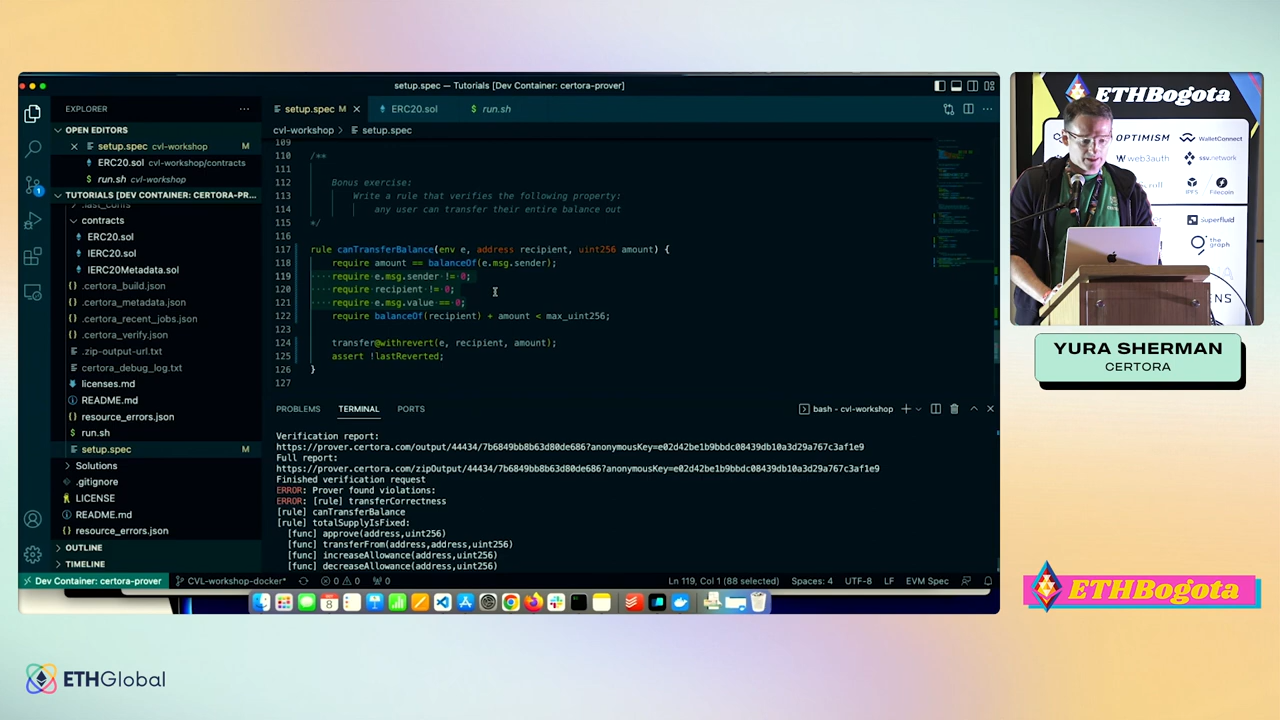 setup.spec — Tutorials [Dev Container: certora-prover]
EXPLORER
OPEN EDITORS
setup.spec cvl-workshop M
ERC20.sol cvl-workshop/contracts
run.sh cvl-workshop
TUTORIALS [DEV CONTAINER: CERTORA-PR...
contracts
ERC20.sol
IERC20.sol
IERC20Metadata.sol
.certora_build.json
.certora_metadata.json
.certora_recent_jobs.json
.certora_verify.json
.zip-output-url.txt
certora_debug_log.txt
licenses.md
README.md
resource_errors.json
run.sh
setup.spec M
Solutions
.gitignore
LICENSE
README.md
resource_errors.json
OUTLINE
TIMELINE
setup.spec M
ERC20.sol
run.sh
cvl-workshop > setup.spec
109
110 /**
111
112 Bonus exercise:
113 Write a rule that verifies the following property:
114 any user can transfer their entire balance out
115 */
116
117 rule canTransferBalance(env e, address recipient, uint256 amount) {
118 require amount == balanceOf(e.msg.sender);
119 require e.msg.sender != 0;
120 require recipient != 0;
121 require e.msg.value == 0;
122 require balanceOf(recipient) + amount < max_uint256;
123
124 transfer@withrevert(e, recipient, amount);
125 assert !lastReverted;
126 }
127
PROBLEMS TERMINAL PORTS
bash - cvl-workshop
Verification report:
https://prover.certora.com/output/44434/7b6849bb8b63d80de686?anonymousKey=e02d42be1b9bbdc08439db10a3d29a767c3af1e9
Full report:
https://prover.certora.com/zipOutput/44434/7b6849bb8b63d80de686?anonymousKey=e02d42be1b9bbdc08439db10a3d29a767c3af1e9
Finished verification request
ERROR: Prover found violations:
ERROR: [rule] transferCorrectness
[rule] canTransferBalance
[rule] totalSupplyIsFixed:
[func] approve(address,uint256)
[func] transferFrom(address,address,uint256)
[func] increaseAllowance(address,uint256)
[func] decreaseAllowance(address,uint256)
Dev Container: certora-prover
CVL-workshop-docker*
0 0 0
Ln 119, Col 1 (88 selected) Spaces: 4 UTF-8 LF EVM Spec
ETHBogota
OPTIMISM
WalletConnect
web3auth
ssv.network
IPFS
Filecoin
superfluid
the graph
YURA SHERMAN
CERTORA
ETHBogota
ETHGlobal